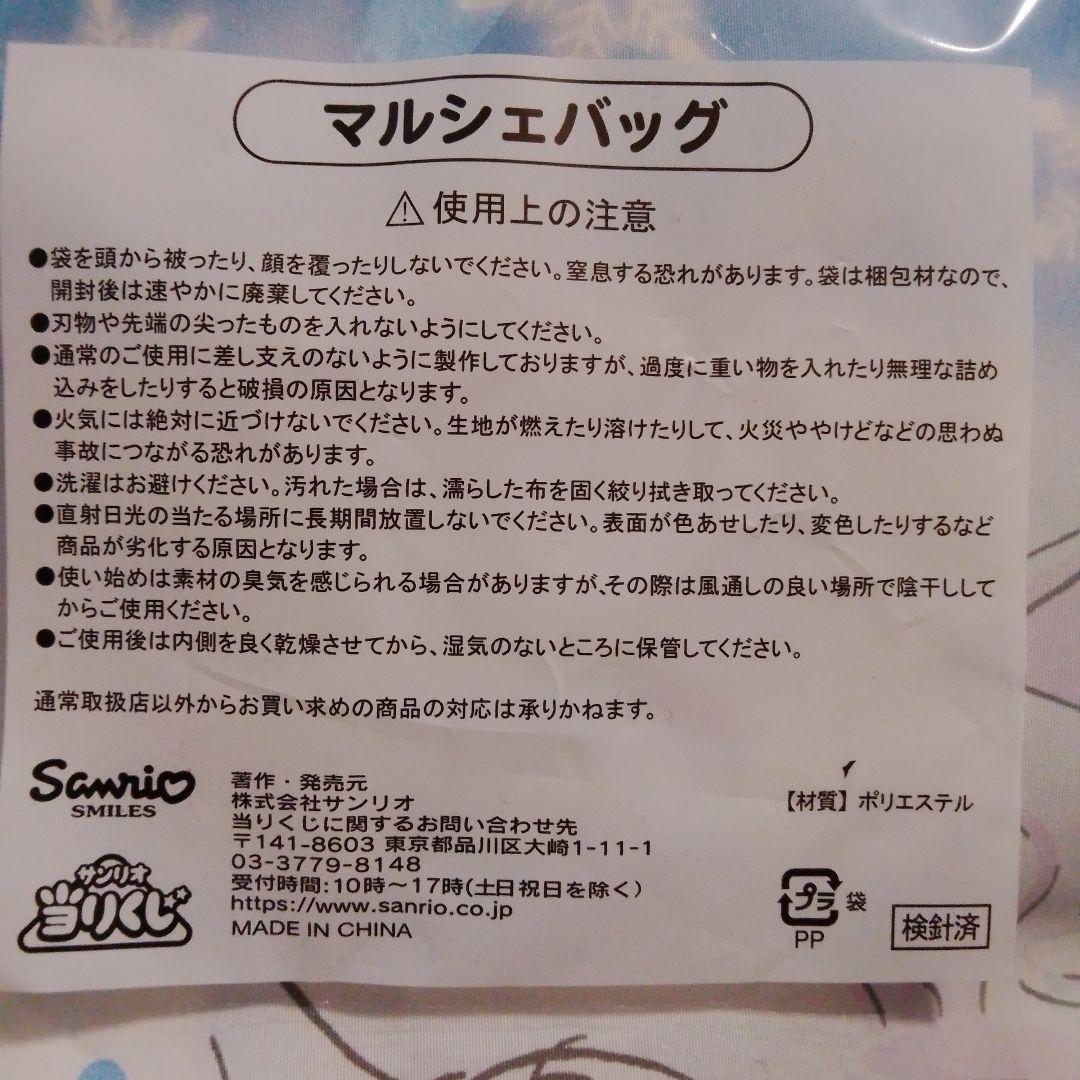 マルシェバッグ
⚠使用上の注意
●袋を頭から被ったり、顔を覆ったりしないでください。窒息する恐れがあります。袋は梱包材なので、
開封後は速やかに廃棄してください。
●刃物や先端の尖ったものを入れないようにしてください。
●通常のご使用に差し支えのないように製作しておりますが、過度に重い物を入れたり無理な詰め
込みをしたりすると破損の原因となります。
●火気には絶対に近づけないでください。生地が燃えたり溶けたりして、火災ややけどなどの思わぬ
事故につながる恐れがあります。
●洗濯はお避けください。汚れた場合は、濡らした布を固く絞り拭き取ってください。
●直射日光の当たる場所に長期間放置しないでください。表面が色あせしたり、変色したりするなど
商品が劣化する原因となります。
●使い始めは素材の臭気を感じられる場合がありますが、その際は風通しの良い場所で陰干しして
からご使用ください。
●ご使用後は内側を良く乾燥させてから、湿気のないところに保管してください。
通常取扱店以外からお買い求めの商品の対応は承りかねます。
Sanrio
SMILES
サンリオ
当りくじ
著作・発売元
株式会社サンリオ
当りくじに関するお問い合わせ先
〒141-8603 東京都品川区大崎1-11-1
03-3779-8148
受付時間:10時～17時(土日祝日を除く)
https://www.sanrio.co.jp
MADE IN CHINA
【材質】ポリエステル
プラ 袋
PP
検針済